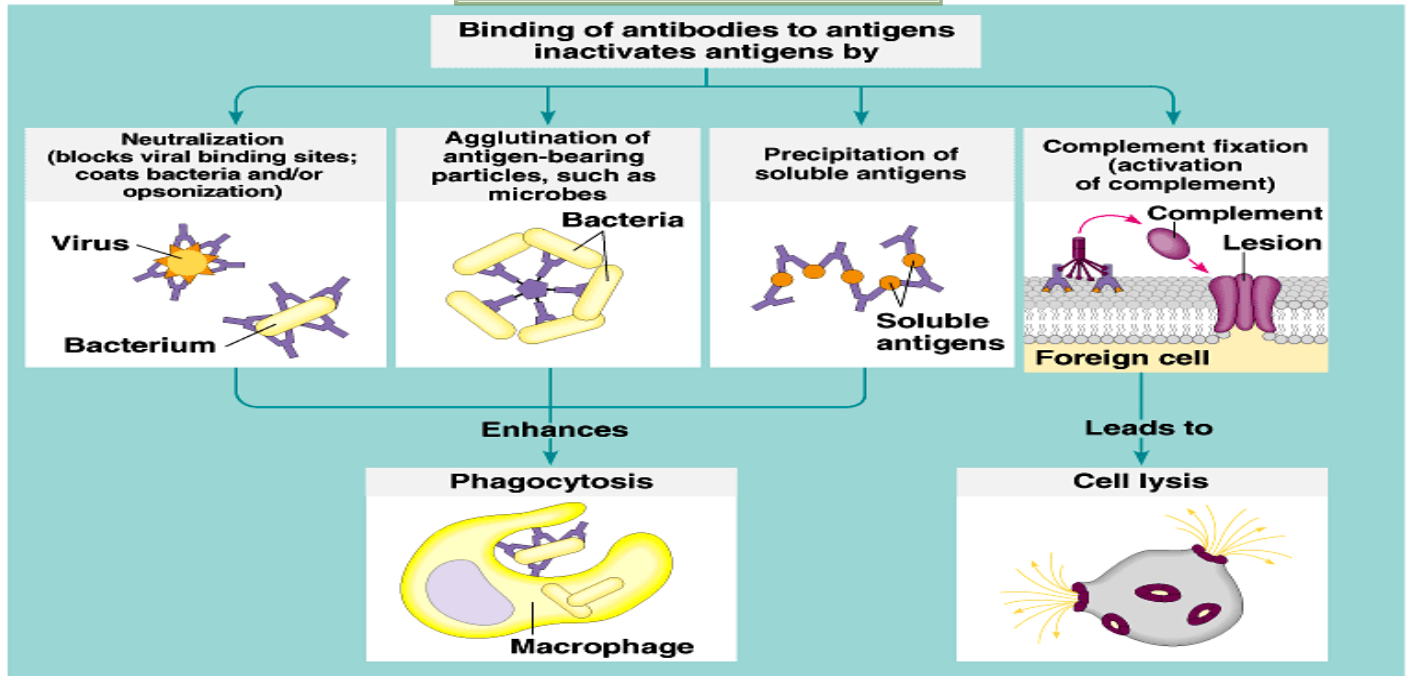 Binding of antibodies to antigens
inactivates antigens by
Neutralization
(blocks viral binding sites;
coats bacteria and/or
opsonization)
Virus
Bacterium
Agglutination of
antigen-bearing
particles, such as
microbes
Bacteria
Precipitation of
soluble antigens
Soluble
antigens
Complement fixation
(activation
of complement)
Complement
Lesion
Foreign cell
Enhances
Leads to
Phagocytosis
Macrophage
Cell lysis